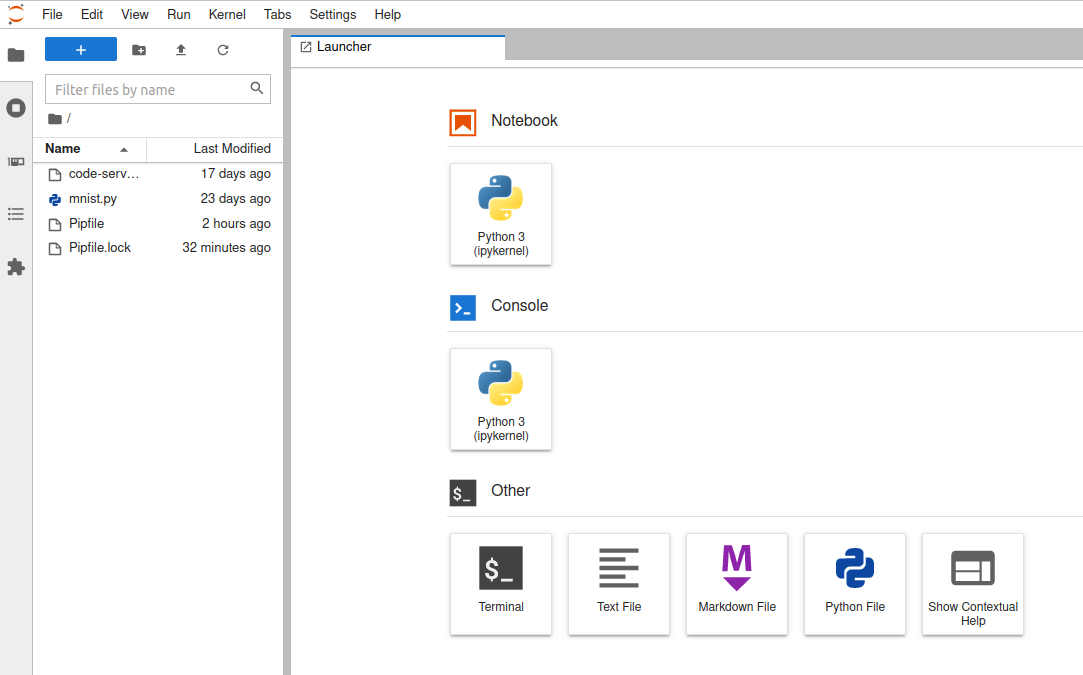 File Edit View Run Kernel Tabs Settings Help
+
Launcher
Filter files by name
/
Name Last Modified
code-serv… 17 days ago
mnist.py 23 days ago
Pipfile 2 hours ago
Pipfile.lock 32 minutes ago
Notebook
Python 3
(ipykernel)
>_ Console
Python 3
(ipykernel)
$_ Other
$_
M
Terminal
Text File
Markdown File
Python File
Show Contextual
Help